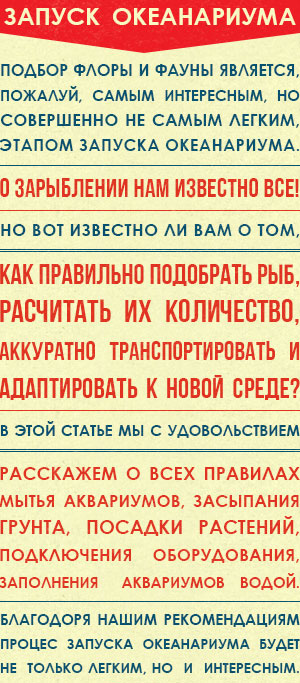 ЗАПУСК ОКЕАНАРИУМА
ПОДБОР ФЛОРЫ И ФАУНЫ ЯВЛЯЕТСЯ,
ПОЖАЛУЙ, САМЫМ ИНТЕРЕСНЫМ, НО
СОВЕРШЕННО НЕ САМЫМ ЛЕГКИМ,
ЭТАПОМ ЗАПУСКА ОКЕАНАРИУМА.
О ЗАРЫБЛЕНИИ НАМ ИЗВЕСТНО ВСЕ!
НО ВОТ ИЗВЕСТНО ЛИ ВАМ О ТОМ,
КАК ПРАВИЛЬНО ПОДОБРАТЬ РЫБ,
РАСЧИТАТЬ ИХ КОЛИЧЕСТВО,
АККУРАТНО ТРАНСПОРТИРОВАТЬ И
АДАПТИРОВАТЬ К НОВОЙ СРЕДЕ?
В ЭТОЙ СТАТЬЕ МЫ С УДОВОЛЬСТВИЕМ
РАССКАЖЕМ О ВСЕХ ПРАВИЛАХ
МЫТЬЯ АКВАРИУМОВ, ЗАСЫПАНИЯ
ГРУНТА, ПОСАДКИ РАСТЕНИЙ,
ПОДКЛЮЧЕНИЯ ОБОРУДОВАНИЯ,
ЗАПОЛНЕНИЯ АКВАРИУМОВ ВОДОЙ.
БЛАГОДОРЯ НАШИМ РЕКОМЕНДАЦИЯМ
ПРОЦЕС ЗАПУСКА ОКЕАНАРИУМА БУДЕТ
НЕ ТОЛЬКО ЛЕГКИМ, НО И ИНТЕРЕСНЫМ.